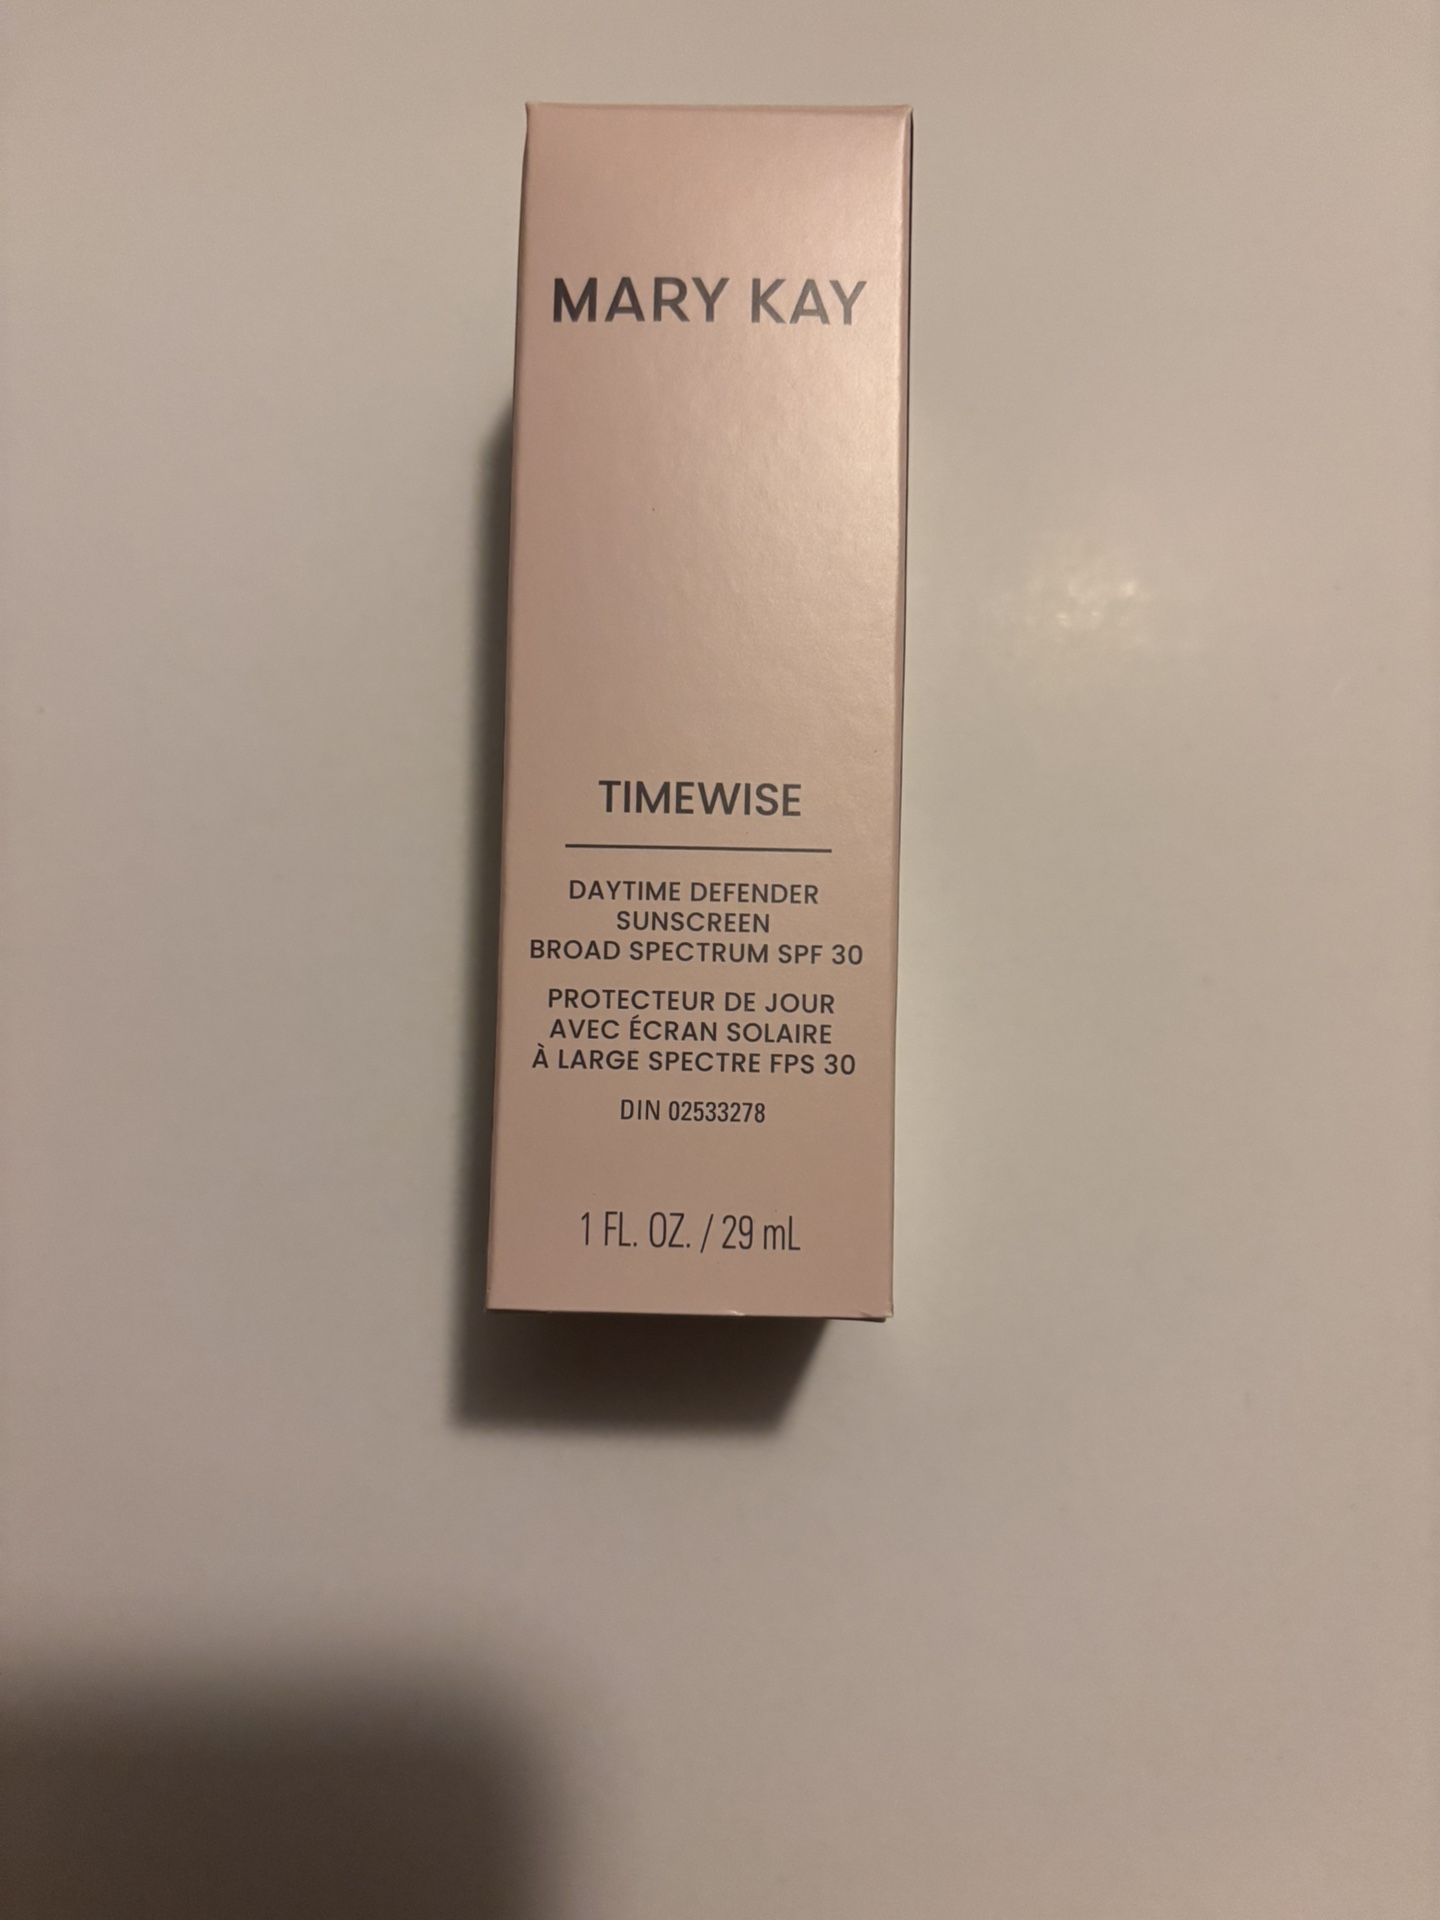 MARY KAY
TIMEWISE
DAYTIME DEFENDER
SUNSCREEN
BROAD SPECTRUM SPF 30
PROTECTEUR DE JOUR
AVEC ÉCRAN SOLAIRE
À LARGE SPECTRE FPS 30
DIN 02533278
1 FL. OZ. / 29 mL